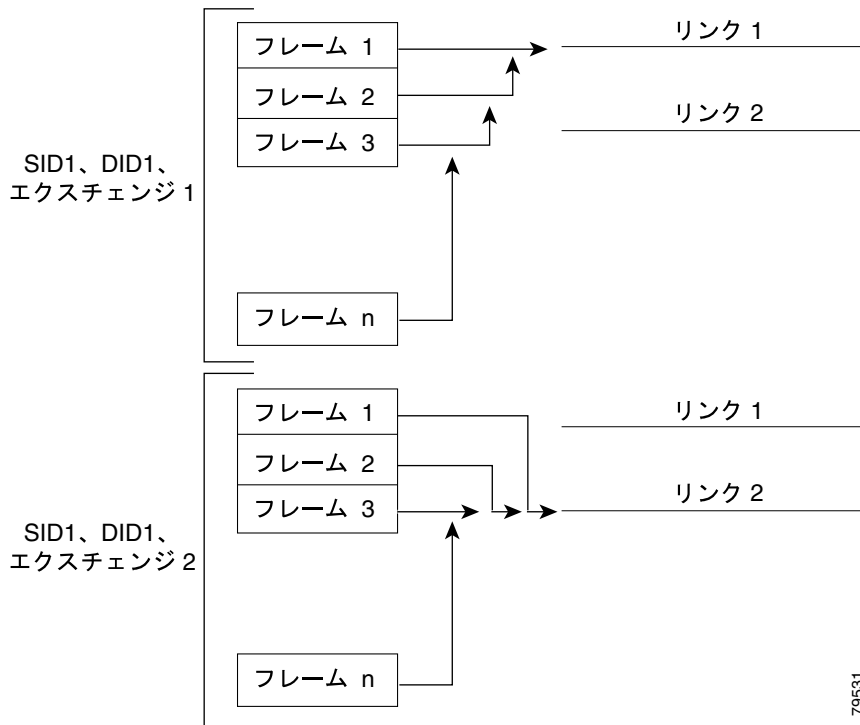 フレーム 1
フレーム 2
フレーム 3
リンク 1
リンク 2
SID1、DID1、
エクスチェンジ 1
フレーム n
フレーム 1
フレーム 2
フレーム 3
リンク 1
リンク 2
SID1、DID1、
エクスチェンジ 2
フレーム n
79531